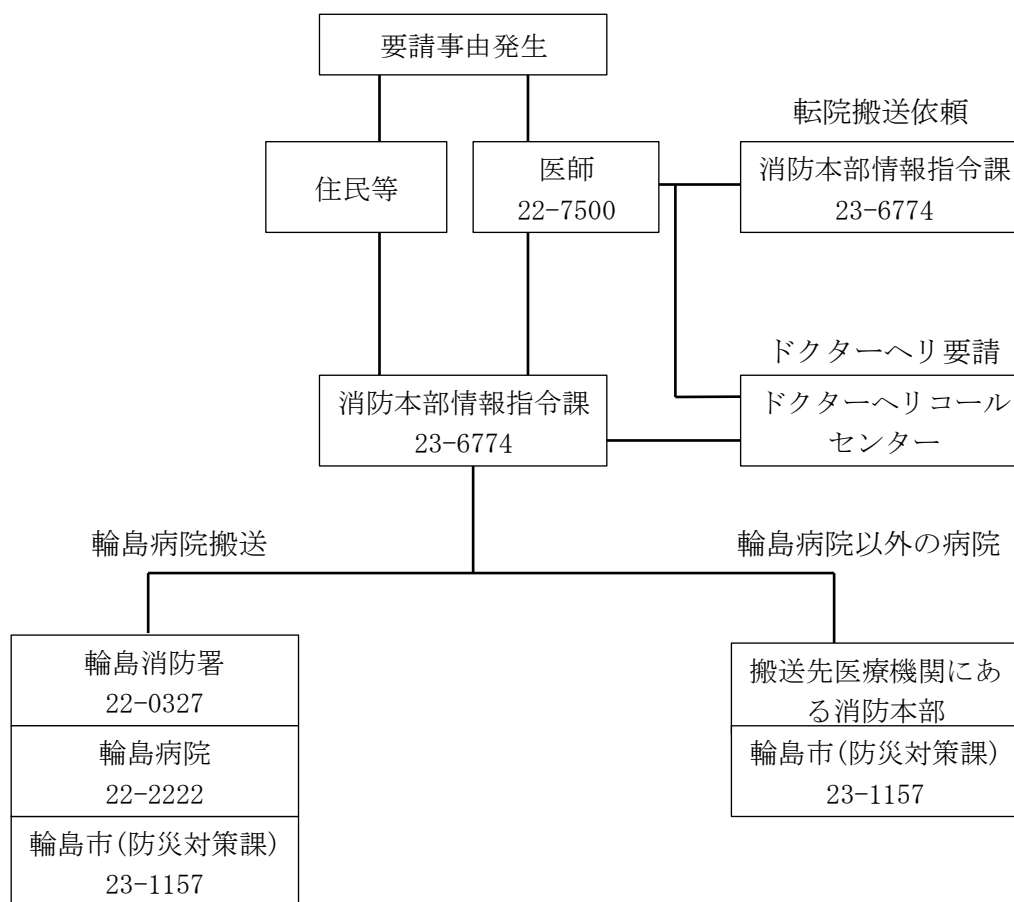 要請事由発生
転院搬送依頼
住民等
医師
22-7500
消防本部情報指令課
23-6774
ドクターヘリ要請
消防本部情報指令課
23-6774
ドクターヘリコール
センター
輪島病院搬送
輪島病院以外の病院
輪島消防署
22-0327
輪島病院
22-2222
輪島市(防災対策課)
23-1157
搬送先医療機関にあ
る消防本部
輪島市(防災対策課)
23-1157